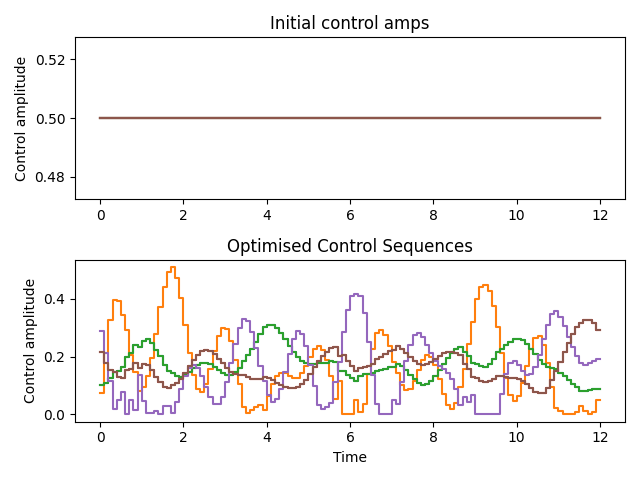 Initial control amps
Control amplitude
0.52
0.50
0.48
0 2 4 6 8 10 12
Optimised Control Sequences
Control amplitude
0.4
0.2
0.0
0 2 4 6 8 10 12
Time